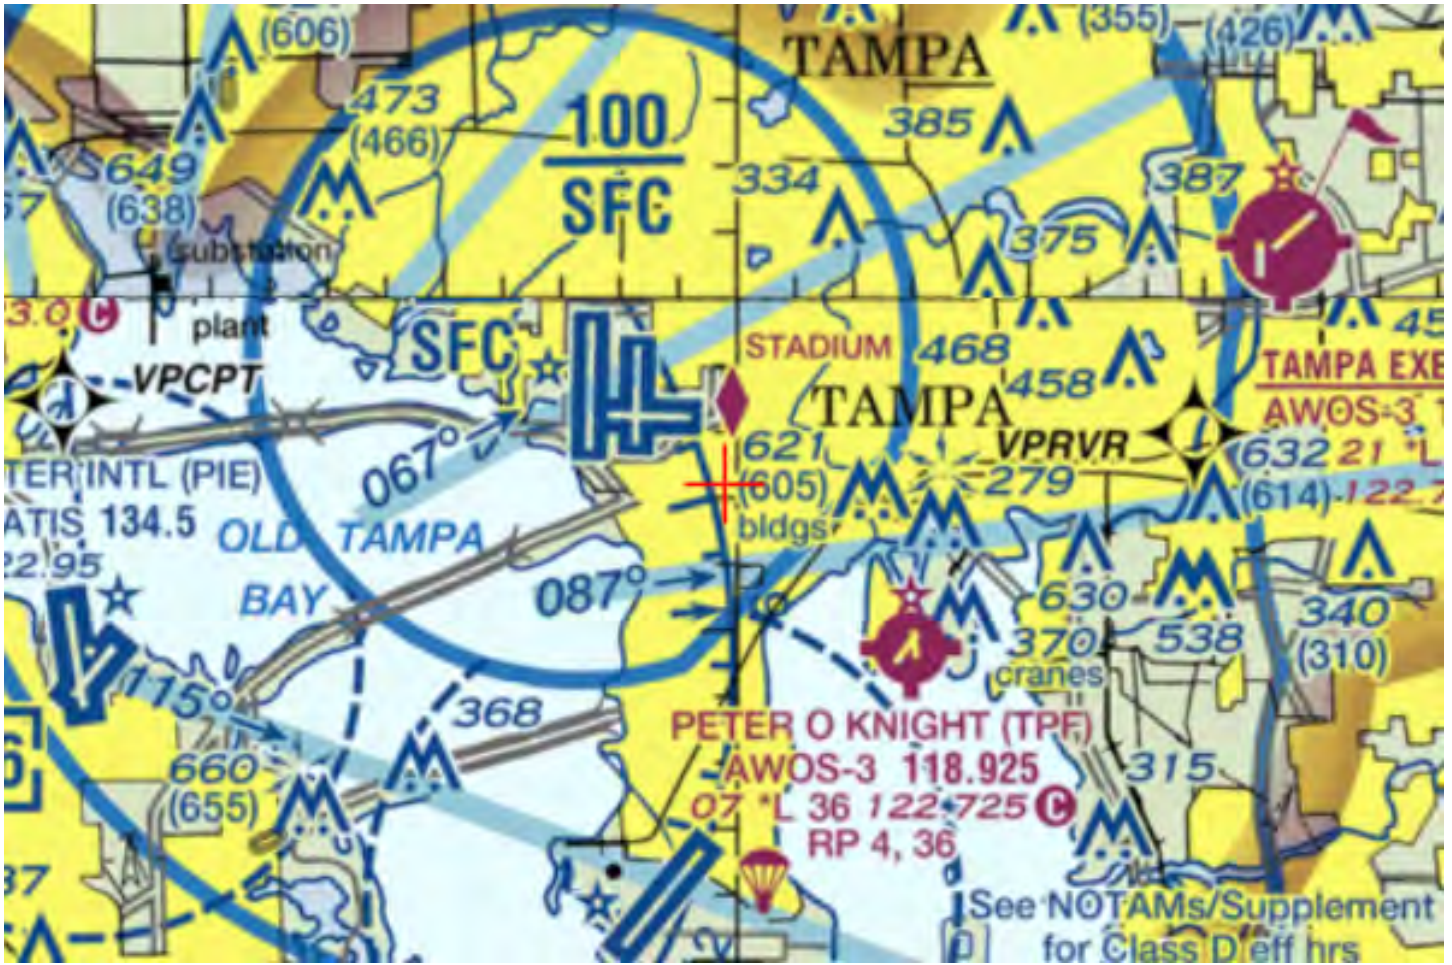 (606)
(355)
(426)
TAMPA
473
(466)
100
SFC
385
649
(638)
334
387
375
substation
3.0 C
plant
SFC
STADIUM
468
45
VPCPT
458
TAMPA EXE
TAMPA
AWOS-3
067°
621
(605)
bldgs
VPRVR
279
632
(614)
21 *L
122.7
TER INTL (PIE)
ATIS 134.5
22.95
OLD TAMPA
BAY
087°
630
370
cranes
538
340
(310)
115°
368
PETER O KNIGHT (TPF)
AWOS-3 118.925
07 *L 36 122.725 C
RP 4, 36
660
(655)
315
37
See NOTAMs/Supplement
for Class D eff hrs